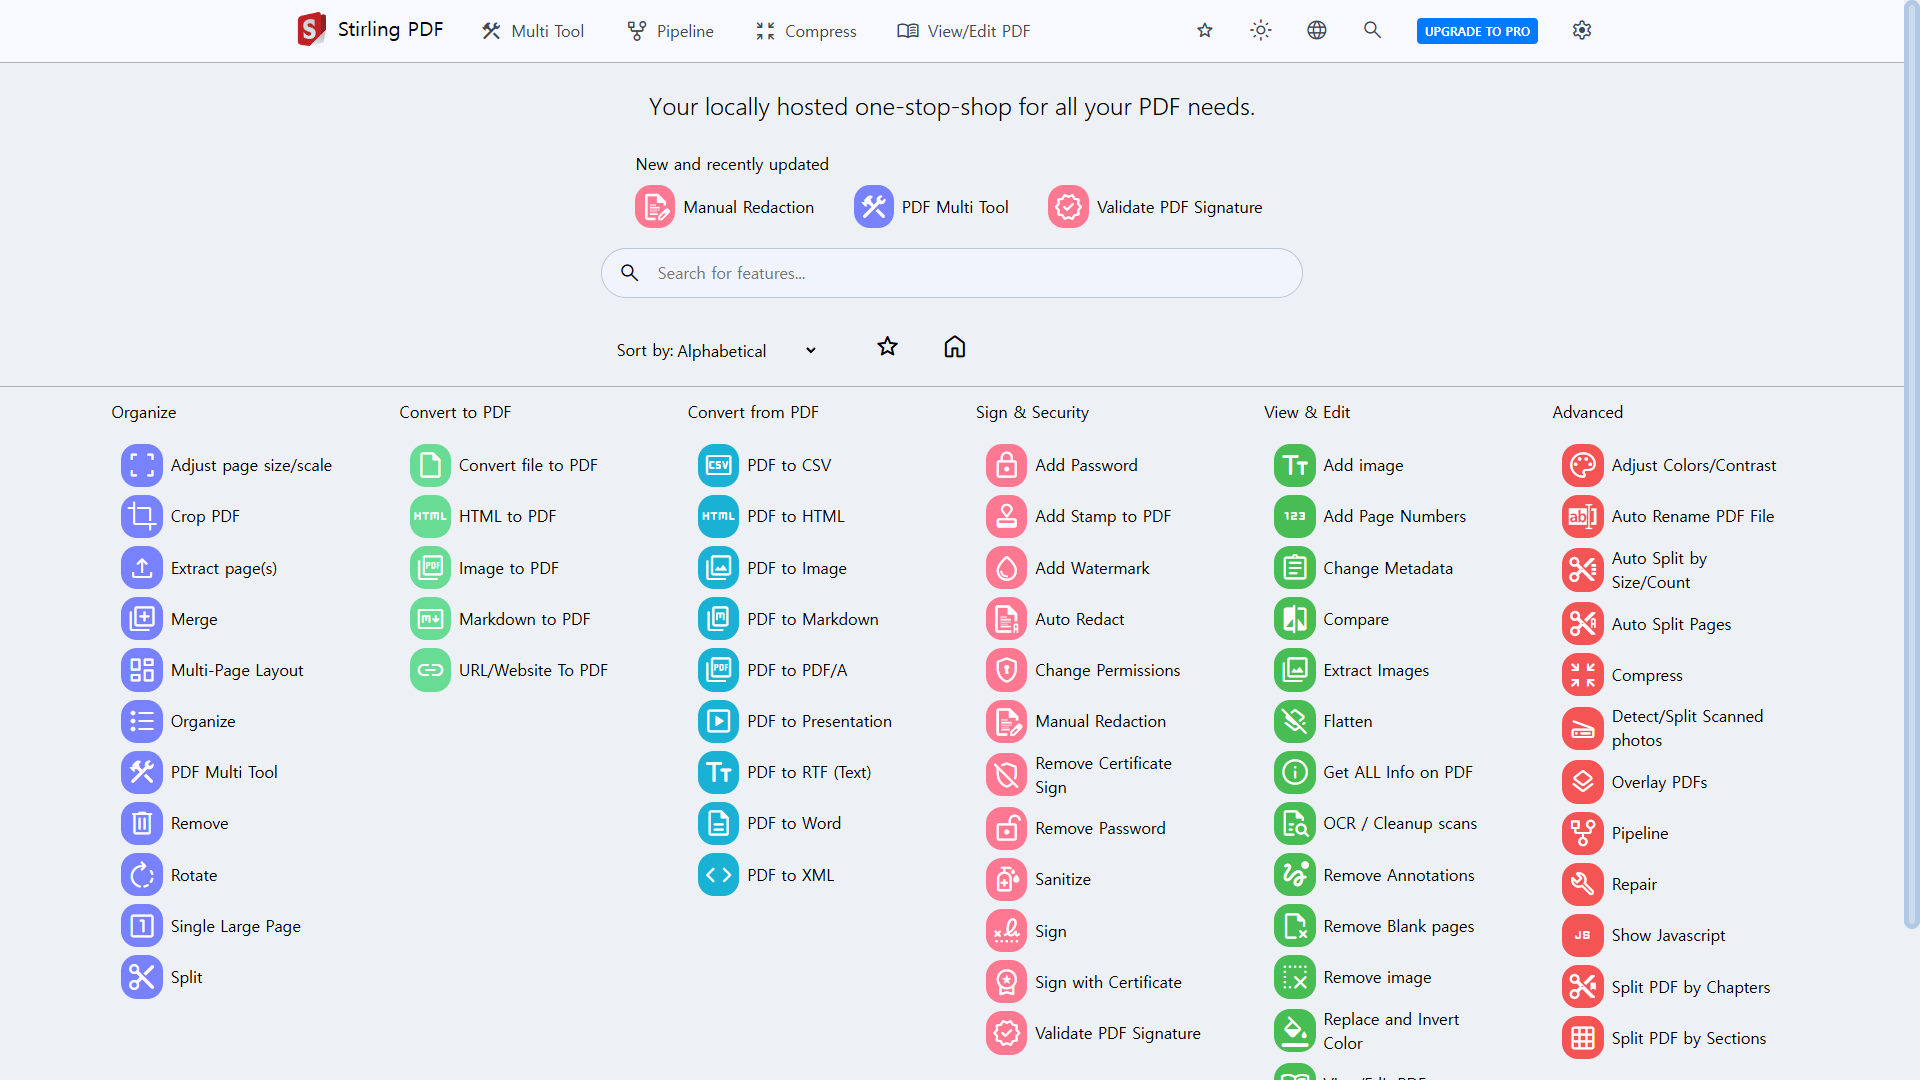 Stirling PDF
Multi Tool
Pipeline
Compress
View/Edit PDF
UPGRADE TO PRO
Your locally hosted one-stop-shop for all your PDF needs.
New and recently updated
Manual Redaction
PDF Multi Tool
Validate PDF Signature
Search for features...
Sort by: Alphabetical
Organize
Adjust page size/scale
Crop PDF
Extract page(s)
Merge
Multi-Page Layout
Organize
PDF Multi Tool
Remove
Rotate
Single Large Page
Split
Convert to PDF
Convert file to PDF
HTML
HTML to PDF
PDF
Image to PDF
Markdown to PDF
URL/Website To PDF
Convert from PDF
CSV
PDF to CSV
HTML
PDF to HTML
PDF to Image
PDF to Markdown
PDF
PDF to PDF/A
PDF to Presentation
PDF to RTF (Text)
PDF to Word
PDF to XML
Sign & Security
Add Password
Add Stamp to PDF
Add Watermark
Auto Redact
Change Permissions
Manual Redaction
Remove Certificate
Sign
Remove Password
Sanitize
Sign
Sign with Certificate
Validate PDF Signature
View & Edit
Add image
123
Add Page Numbers
Change Metadata
Compare
Extract Images
Flatten
Get ALL Info on PDF
OCR / Cleanup scans
Remove Annotations
Remove Blank pages
Remove image
Replace and Invert
Color
View/Edit PDF
Advanced
Adjust Colors/Contrast
Auto Rename PDF File
Auto Split by
Size/Count
Auto Split Pages
Compress
Detect/Split Scanned
photos
Overlay PDFs
Pipeline
Repair
JS
Show Javascript
Split PDF by Chapters
Split PDF by Sections